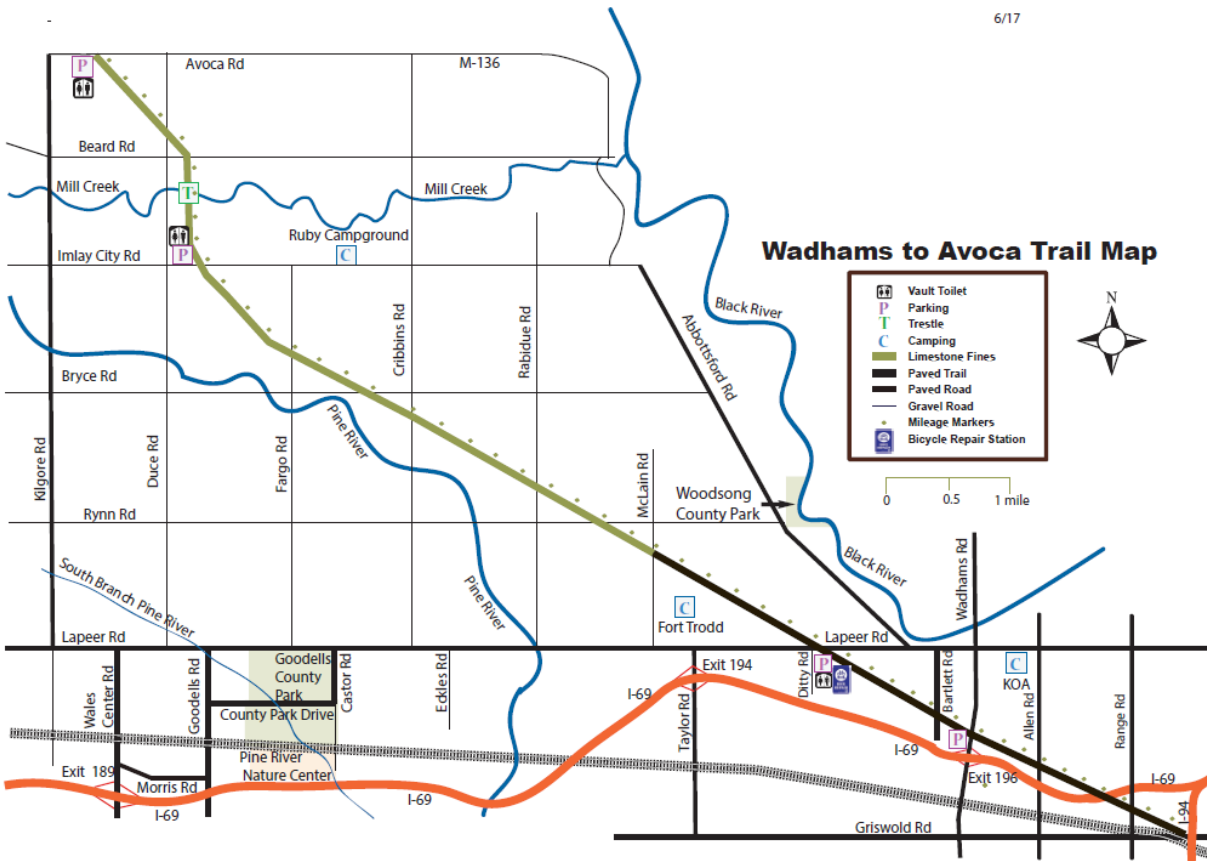 6/17
P
Avoca Rd
M-136
Beard Rd
Mill Creek
T
Mill Creek
Ruby Campground
Imlay City Rd
P
C
Wadhams to Avoca Trail Map
Vault Toilet
P Parking
T Trestle
C Camping
Limestone Fines
Paved Trail
Paved Road
Gravel Road
Mileage Markers
Bicycle Repair Station
N
0 0.5 1 mile
Black River
Abbottsford Rd
Cribbins Rd
Rabidue Rd
Bryce Rd
Pine River
Kilgore Rd
Duce Rd
Fargo Rd
McLain Rd
Woodsong
County Park
Rynn Rd
Black River
Wadhams Rd
South Branch Pine River
Pine River
C
Fort Trodd
Lapeer Rd
Lapeer Rd
Wales
Center Rd
Goodells Rd
Goodells
County
Park
County Park Drive
Castor Rd
Eddles Rd
Taylor Rd
Exit 194
Ditty Rd
P
Bartlett Rd
C
KOA
Allen Rd
Range Rd
I-69
P
I-69
Exit 196
I-69
Pine River
Nature Center
Exit 189
Morris Rd
I-69
I-69
I-94
Griswold Rd